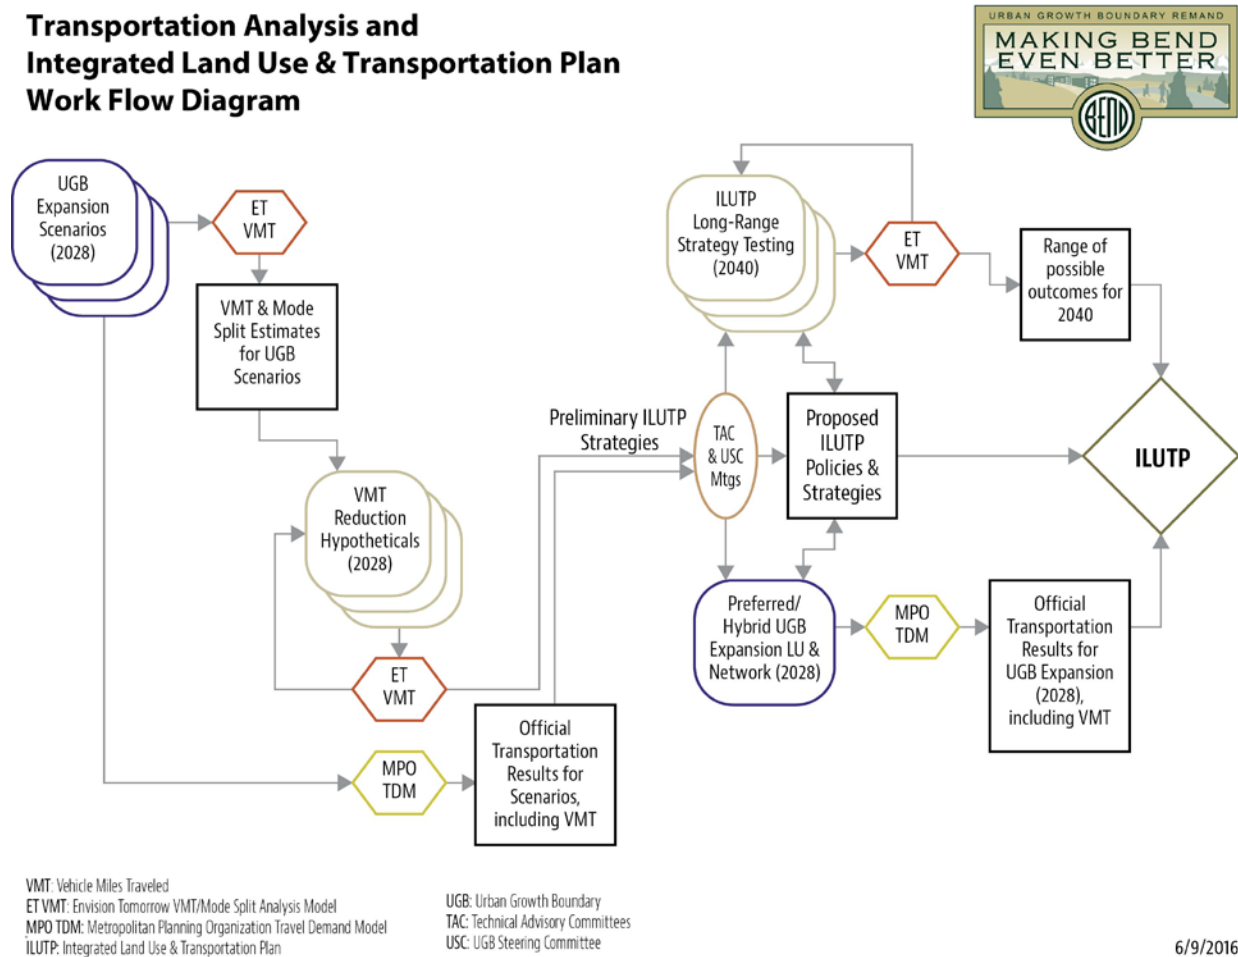 Transportation Analysis and
Integrated Land Use & Transportation Plan
Work Flow Diagram
URBAN GROWTH BOUNDARY REMAND
MAKING BEND
EVEN BETTER
BEND
UGB
Expansion
Scenarios
(2028)
ET
VMT
VMT & Mode
Split Estimates
for UGB
Scenarios
VMT
Reduction
Hypotheticals
(2028)
ET
VMT
MPO
TDM
Official
Transportation
Results for
Scenarios,
including VMT
Preliminary ILUTP
Strategies
TAC
& USC
Mtgs
ILUTP
Long-Range
Strategy Testing
(2040)
ET
VMT
Range of
possible
outcomes for
2040
Proposed
ILUTP
Policies &
Strategies
ILUTP
Preferred/
Hybrid UGB
Expansion LU &
Network (2028)
MPO
TDM
Official
Transportation
Results for
UGB Expansion
(2028),
including VMT
VMT: Vehicle Miles Traveled
ET VMT: Envision Tomorrow VMT/Mode Split Analysis Model
MPO TDM: Metropolitan Planning Organization Travel Demand Model
ILUTP: Integrated Land Use & Transportation Plan
UGB: Urban Growth Boundary
TAC: Technical Advisory Committees
USC: UGB Steering Committee
6/9/2016